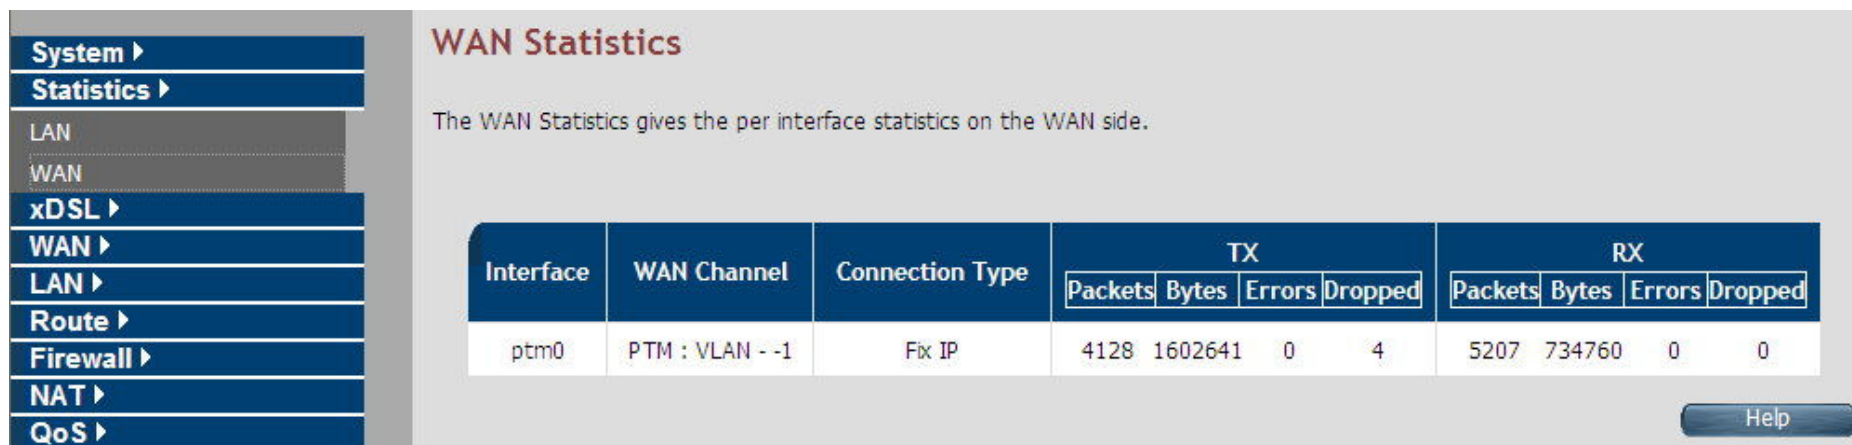 System
Statistics
LAN
WAN
xDSL
WAN
LAN
Route
Firewall
NAT
QoS
WAN Statistics
The WAN Statistics gives the per interface statistics on the WAN side.
Interface WAN Channel Connection Type TX RX
Packets Bytes Errors Dropped Packets Bytes Errors Dropped
ptm0 PTM : VLAN - -1 Fix IP 4128 1602641 0 4 5207 734760 0 0
Help